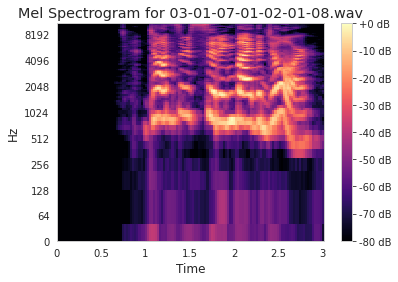 Mel Spectrogram for 03-01-07-01-02-01-08.wav
8192
4096
2048
1024
512
256
128
64
0
Hz
0 0.5 1 1.5 2 2.5 3
Time
+0 dB
-10 dB
-20 dB
-30 dB
-40 dB
-50 dB
-60 dB
-70 dB
-80 dB